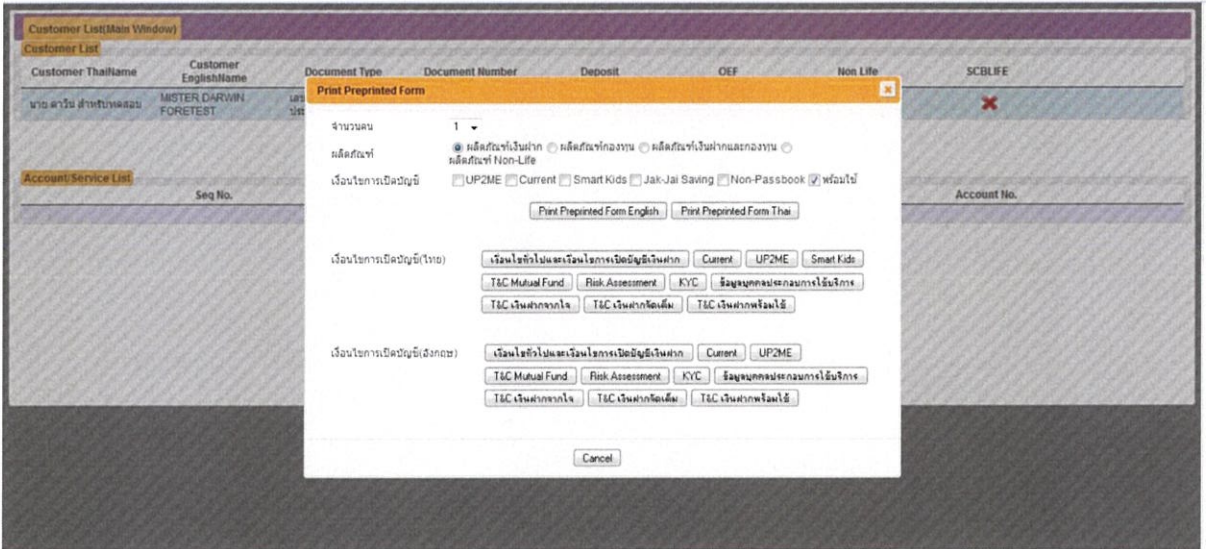 Customer List(Main Window)
Customer List
Customer ThaiName Customer EnglishName Document Type Document Number Deposit OEF Non Life SCBLIFE
นาย ดาวิน สำหรับทดสอบ MISTER DARWIN FORETEST
Print Preprinted Form
จำนวนคน 1
ผลิตภัณฑ์ ผลิตภัณฑ์เงินฝาก ผลิตภัณฑ์กองทุน ผลิตภัณฑ์เงินฝากและกองทุน
ผลิตภัณฑ์ Non-Life
เงื่อนไขการเปิดบัญชี UP2ME Current Smart Kids Jak-Jai Saving Non-Passbook พร้อมใช้
Account/Service List
Seq No. Account No.
Print Preprinted Form English Print Preprinted Form Thai
เงื่อนไขการเปิดบัญชี(ไทย) เงื่อนไขทั่วไปและเงื่อนไขการเปิดบัญชีเงินฝาก Current UP2ME Smart Kids
T&C Mutual Fund Risk Assessment KYC ข้อมูลบุคคลประกอบการใช้บริการ
T&C เงินฝากจากใจ T&C เงินฝากจัดเต็ม T&C เงินฝากพร้อมใช้
เงื่อนไขการเปิดบัญชี(อังกฤษ) เงื่อนไขทั่วไปและเงื่อนไขการเปิดบัญชีเงินฝาก Current UP2ME
T&C Mutual Fund Risk Assessment KYC ข้อมูลบุคคลประกอบการใช้บริการ
T&C เงินฝากจากใจ T&C เงินฝากจัดเต็ม T&C เงินฝากพร้อมใช้
Cancel